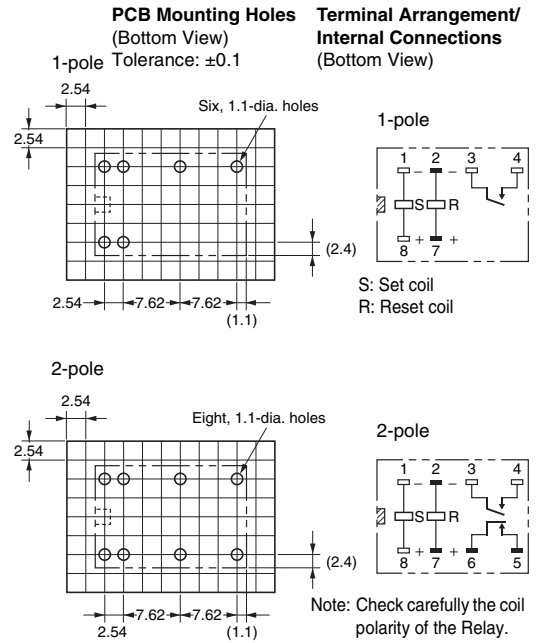 PCB Mounting Holes
(Bottom View)
Tolerance: ±0.1
Terminal Arrangement/
Internal Connections
(Bottom View)
1-pole
2.54
2.54
Six, 1.1-dia. holes
(2.4)
2.54
7.62
7.62
(1.1)
1-pole
1 2 3 4
- -
S R
+ +
8 7
S: Set coil
R: Reset coil
2-pole
2.54
2.54
Eight, 1.1-dia. holes
(2.4)
7.62
7.62
2.54
(1.1)
2-pole
1 2 3 4
- -
S R
+ +
8 7 6 5
Note: Check carefully the coil
polarity of the Relay.